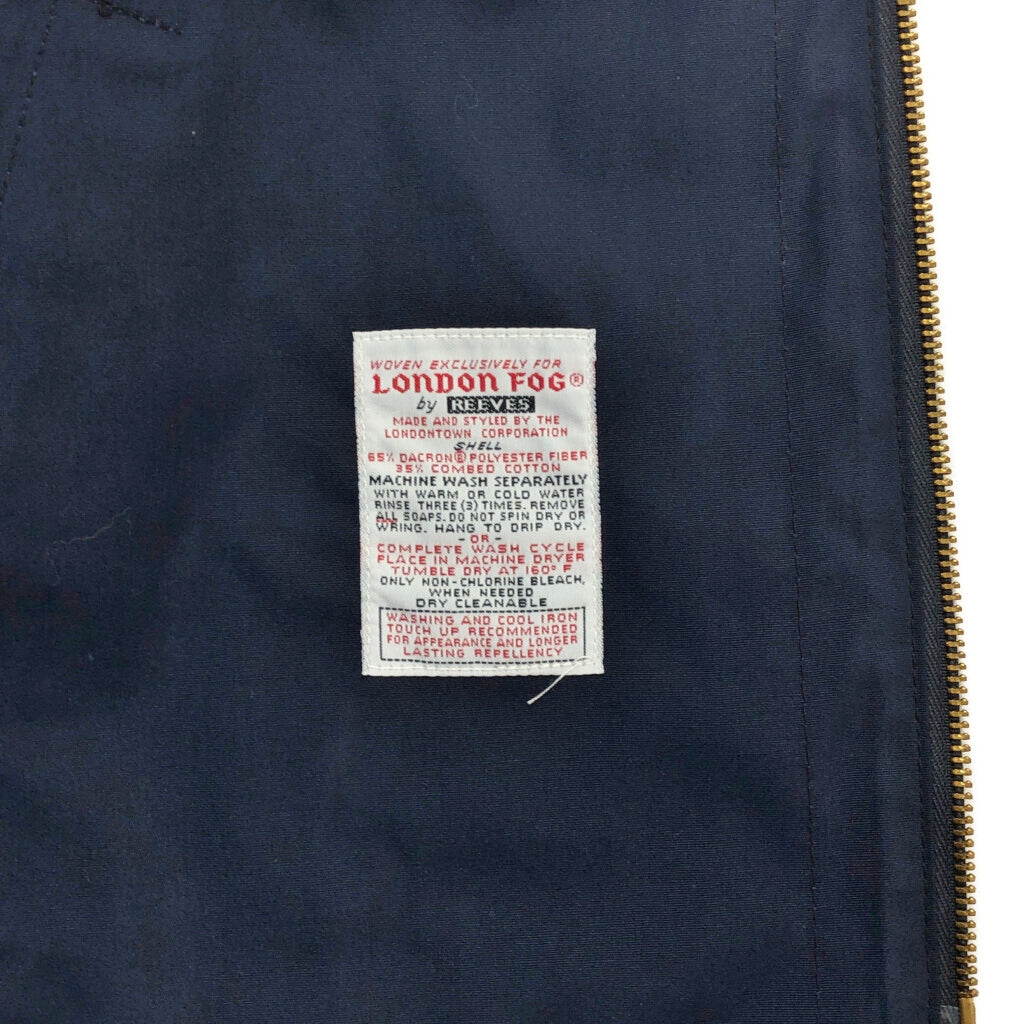 WOVEN EXCLUSIVELY FOR
LONDON FOG®
by REEVES
MADE AND STYLED BY THE
LONDONTOWN CORPORATION
SHELL
65% DACRON® POLYESTER FIBER
35% COMBED COTTON
MACHINE WASH SEPARATELY
WITH WARM OR COLD WATER
RINSE THREE (3) TIMES. REMOVE
ALL SOAPS. DO NOT SPIN DRY OR
WRING. HANG TO DRIP DRY.
-OR-
COMPLETE WASH CYCLE
PLACE IN MACHINE DRYER
TUMBLE DRY AT 160° F
ONLY NON-CHLORINE BLEACH,
WHEN NEEDED
DRY CLEANABLE
WASHING AND COOL IRON
TOUCH UP RECOMMENDED
FOR APPEARANCE AND LONGER
LASTING REPELLENCY